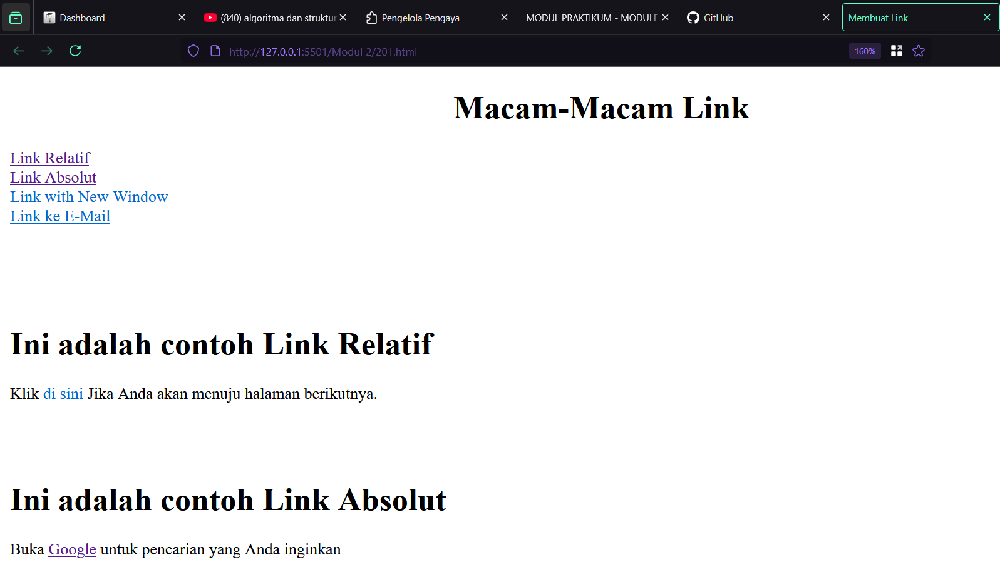 Dashboard
(840) algoritma dan struktur
Pengelola Pengaya
MODUL PRAKTIKUM - MODULE
GitHub
Membuat Link
http://127.0.0.1:5501/Modul 2/201.html
160%
Macam-Macam Link
Link Relatif
Link Absolut
Link with New Window
Link ke E-Mail
Ini adalah contoh Link Relatif
Klik di sini Jika Anda akan menuju halaman berikutnya.
Ini adalah contoh Link Absolut
Buka Google untuk pencarian yang Anda inginkan